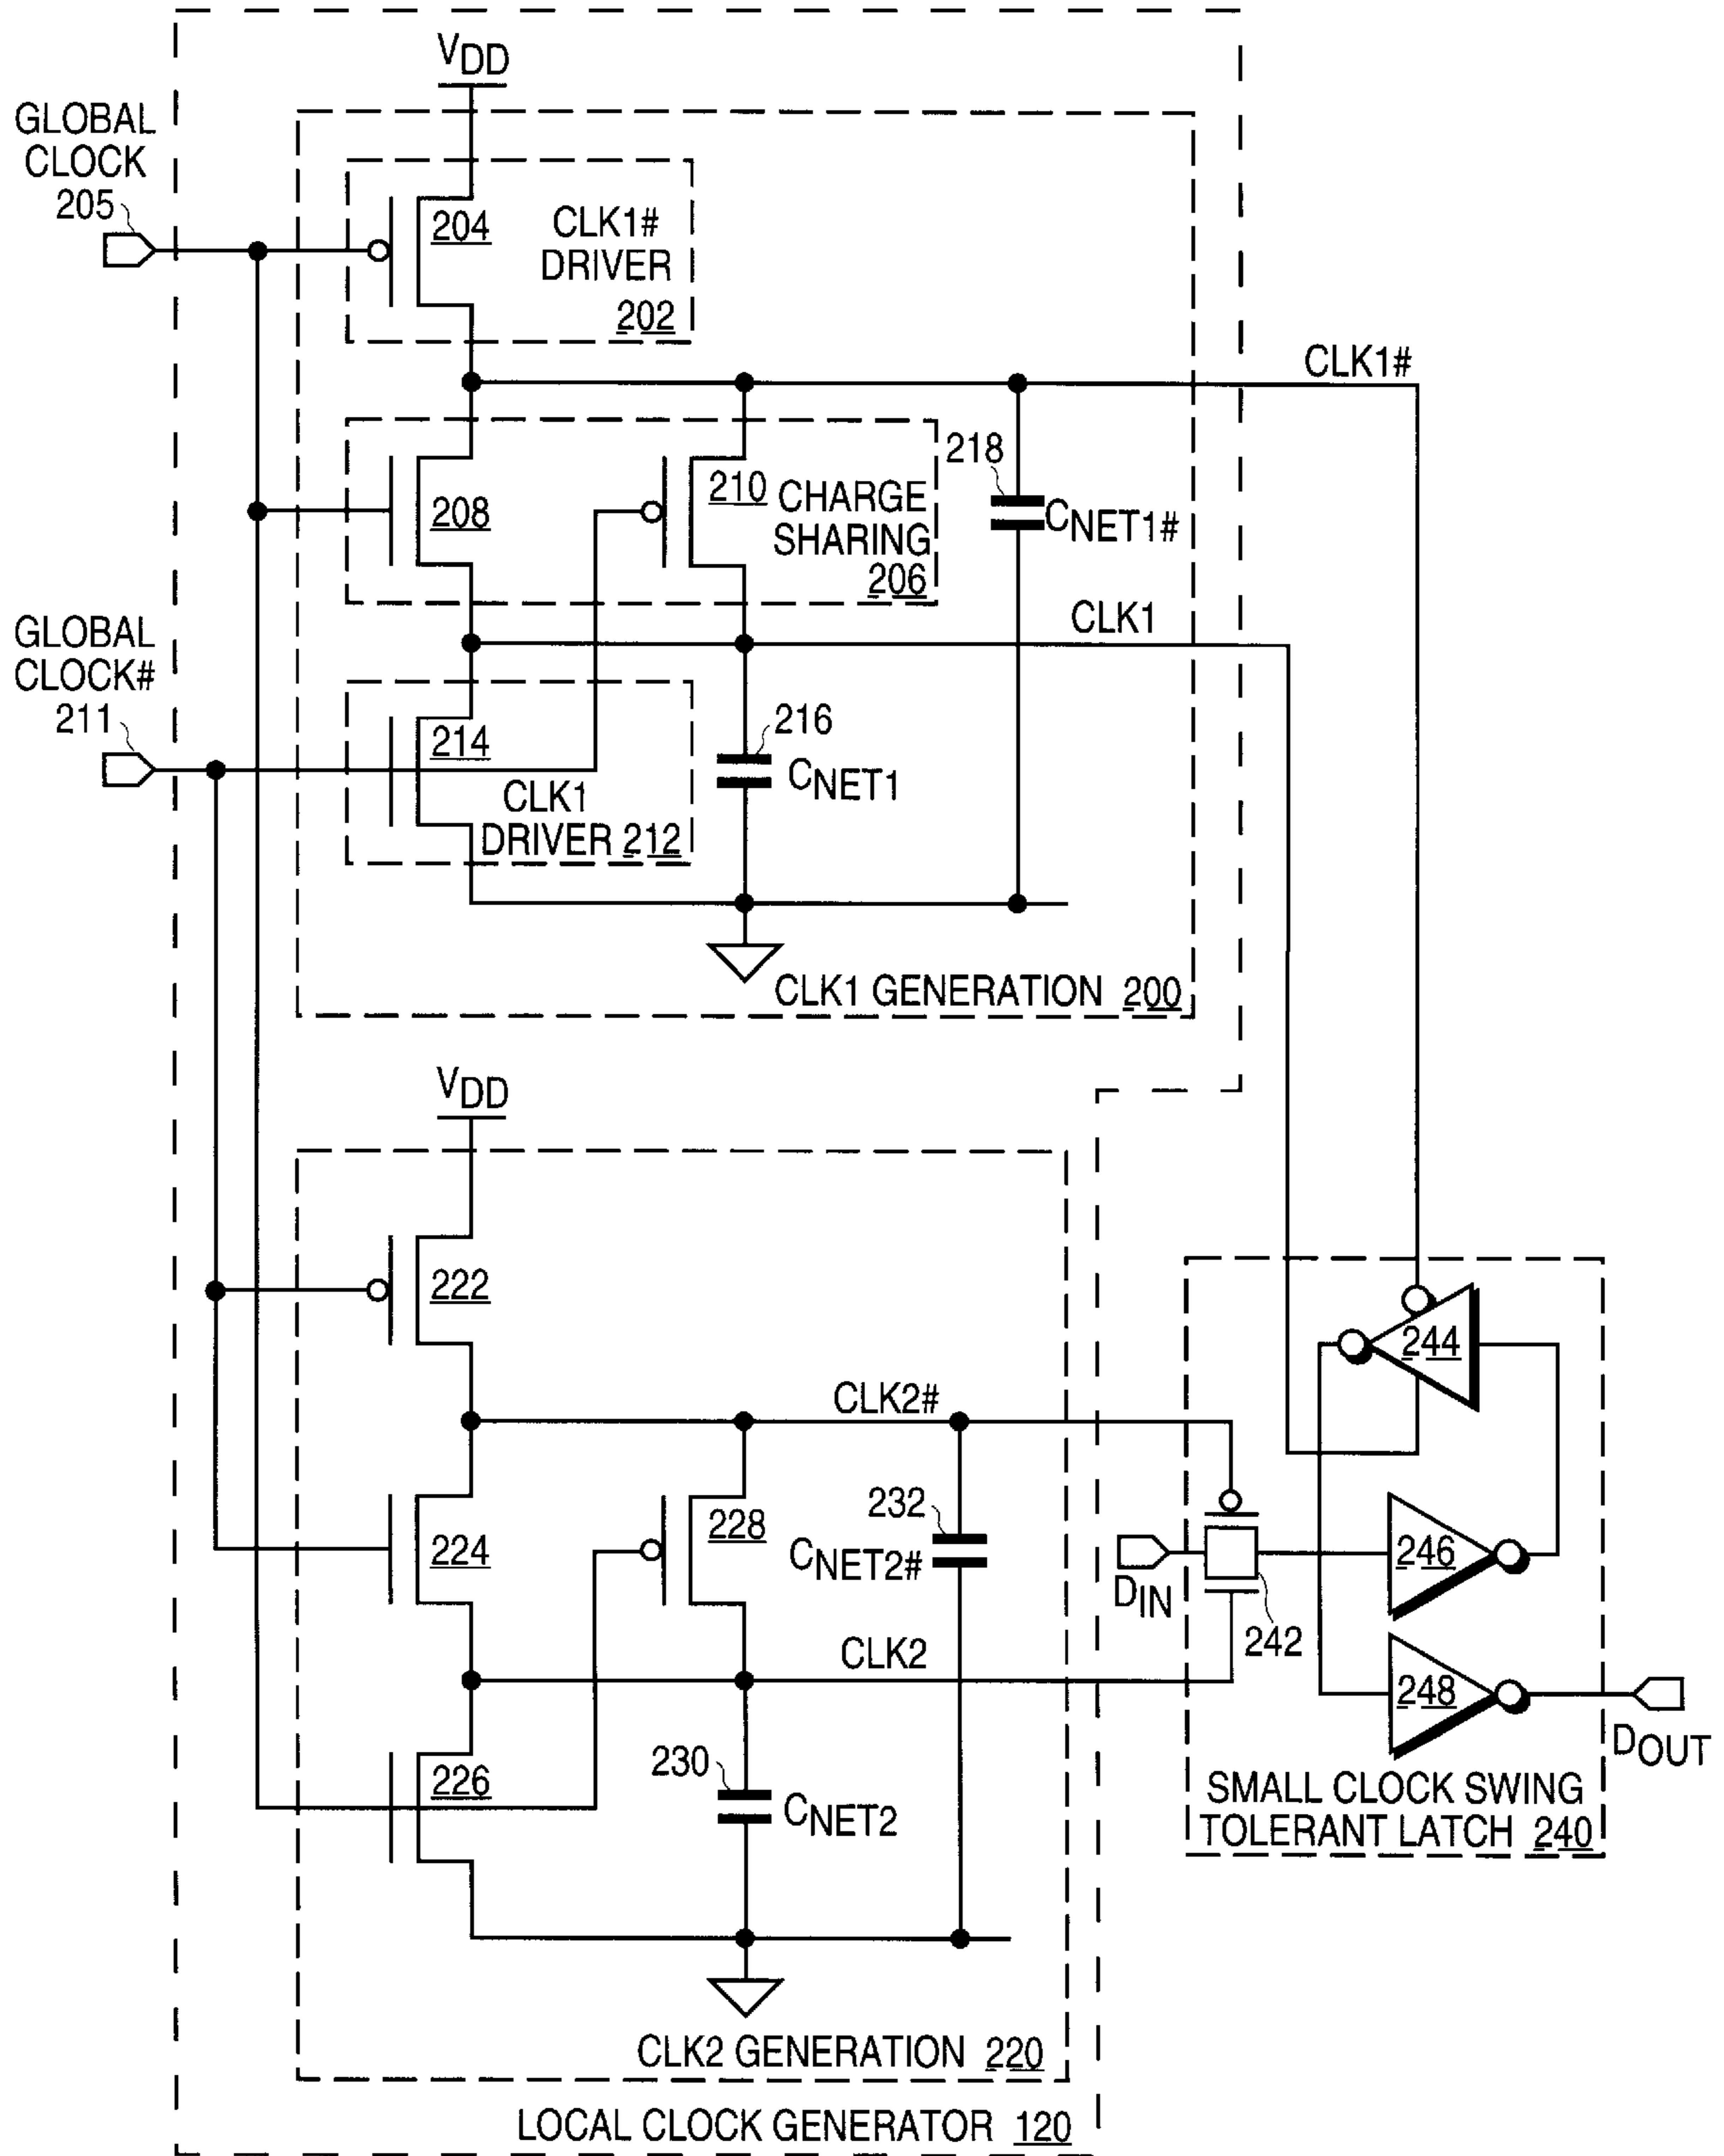 VDD
GLOBAL
CLOCK
205
204
CLK1#
DRIVER
202
CLK1#
218
208
210
CHARGE
SHARING
206
CNET1#
GLOBAL
CLOCK#
211
CLK1
214
216
CNET1
CLK1
DRIVER 212
CLK1 GENERATION 200
VDD
222
244
CLK2#
232
224
228
CNET2#
DIN
246
242
CLK2
248
230
226
CNET2
DOUT
SMALL CLOCK SWING
TOLERANT LATCH 240
CLK2 GENERATION 220
LOCAL CLOCK GENERATOR 120